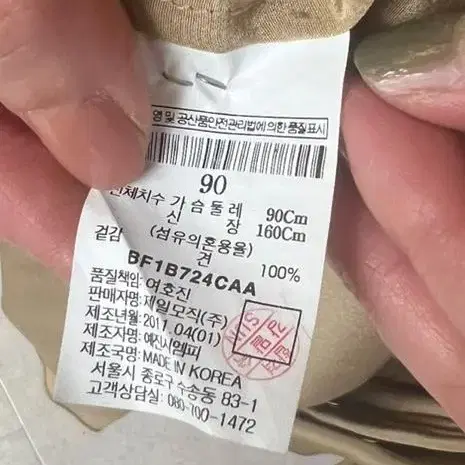 영 및 공산품안전관리법에 의한 품질표시
90
신체치수 가 슴 둘 레 90Cm
신 장 160Cm
겉감 (섬유의혼용율)
견 100%
BF1B724CAA
품질책임: 여호진
판매자명: 제일모직(주)
제조년월: 2011.04(01)
제조자명: 예진시엠피
제조국명: MADE IN KOREA
서울시 종로구 수송동 83-1
고객상담실: 080-700-1472